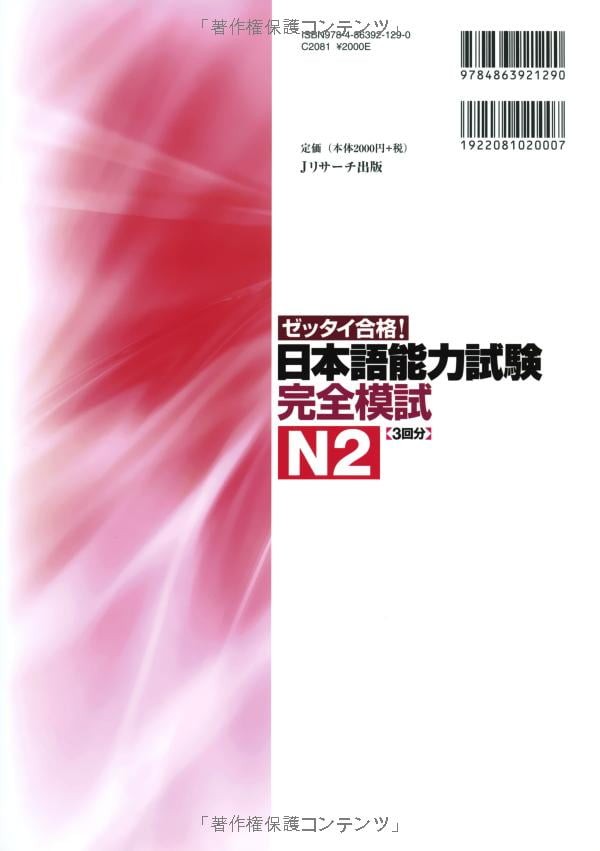 「著作権保護コンテンツ」
ISBN978-4-86392-129-0
C2081 ¥2000E
9784863921290
定価（本体2000円+税）
Jリサーチ出版
1922081020007
ゼッタイ合格！
日本語能力試験
完全模試
N2【3回分】
「著作権保護コンテンツ」